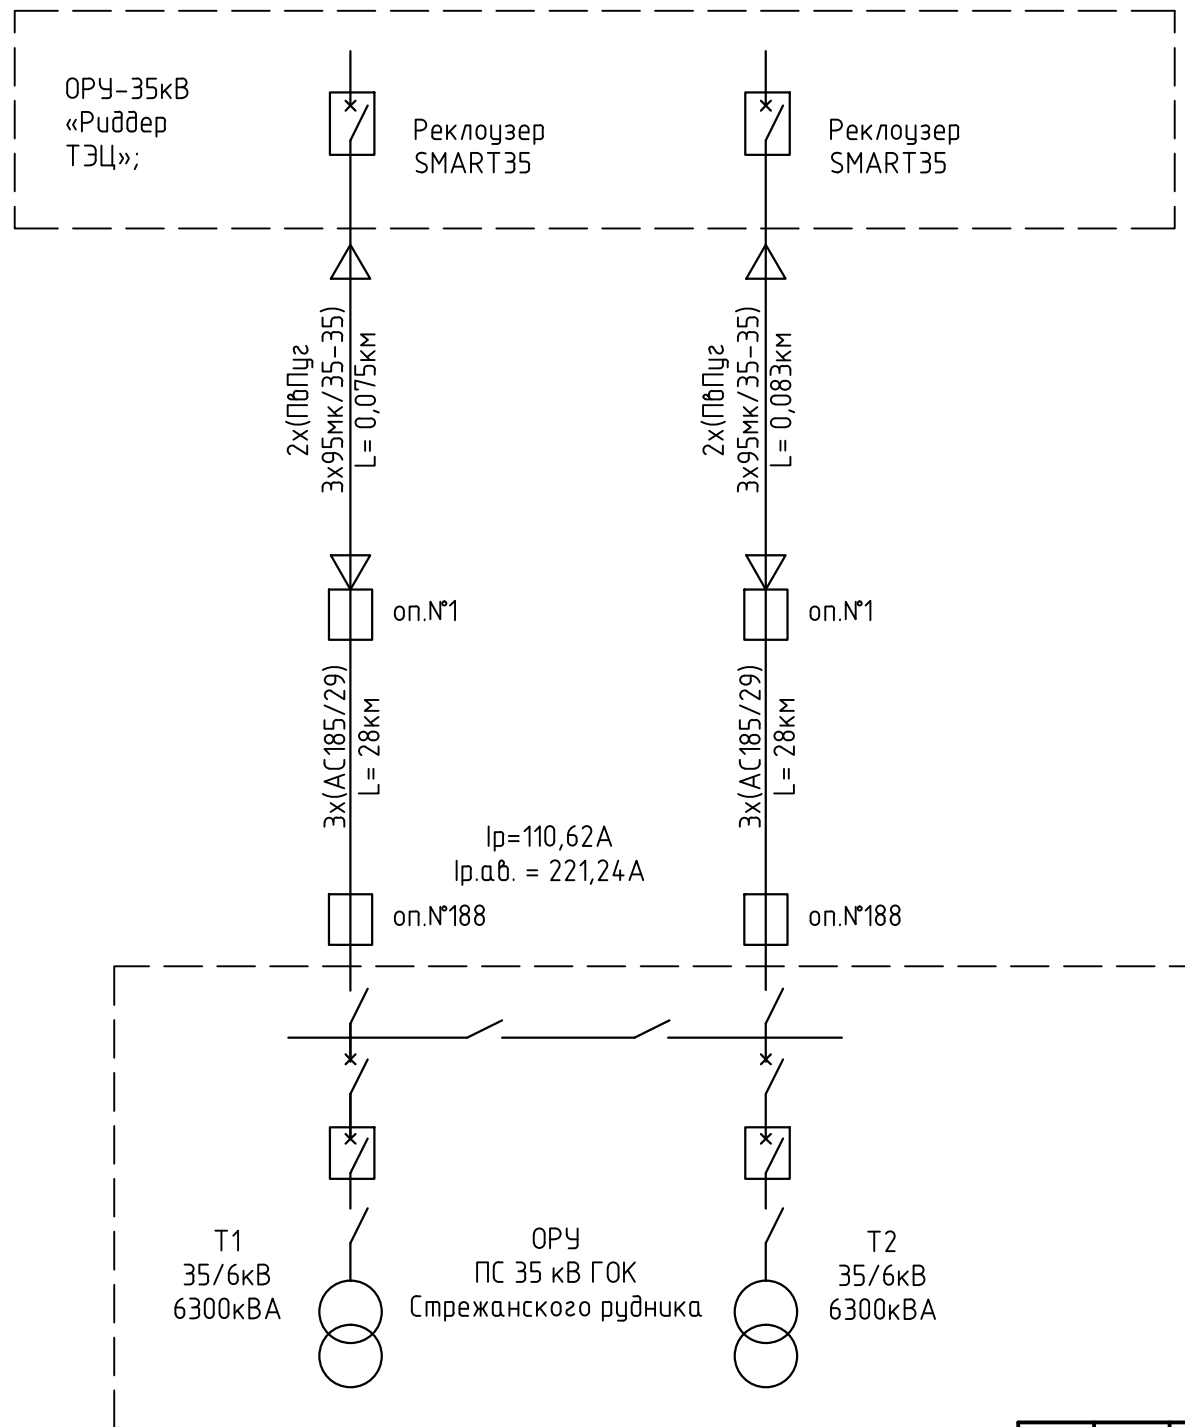 ОРУ-35кВ
«Риддер
ТЭЦ»;
Реклоузер
SMART35
Реклоузер
SMART35
2х(ПвПуг
3х95мк/35-35)
L= 0,075км
2х(ПвПуг
3х95мк/35-35)
L= 0,083км
оп.№1
оп.№1
3х(АС185/29)
L= 28км
3х(АС185/29)
L= 28км
Iр=110,62А
Iр.ав. = 221,24А
оп.№188
оп.№188
Т1
35/6кВ
6300кВА
ОРУ
ПС 35 кВ ГОК
Стрежанского рудника
Т2
35/6кВ
6300кВА